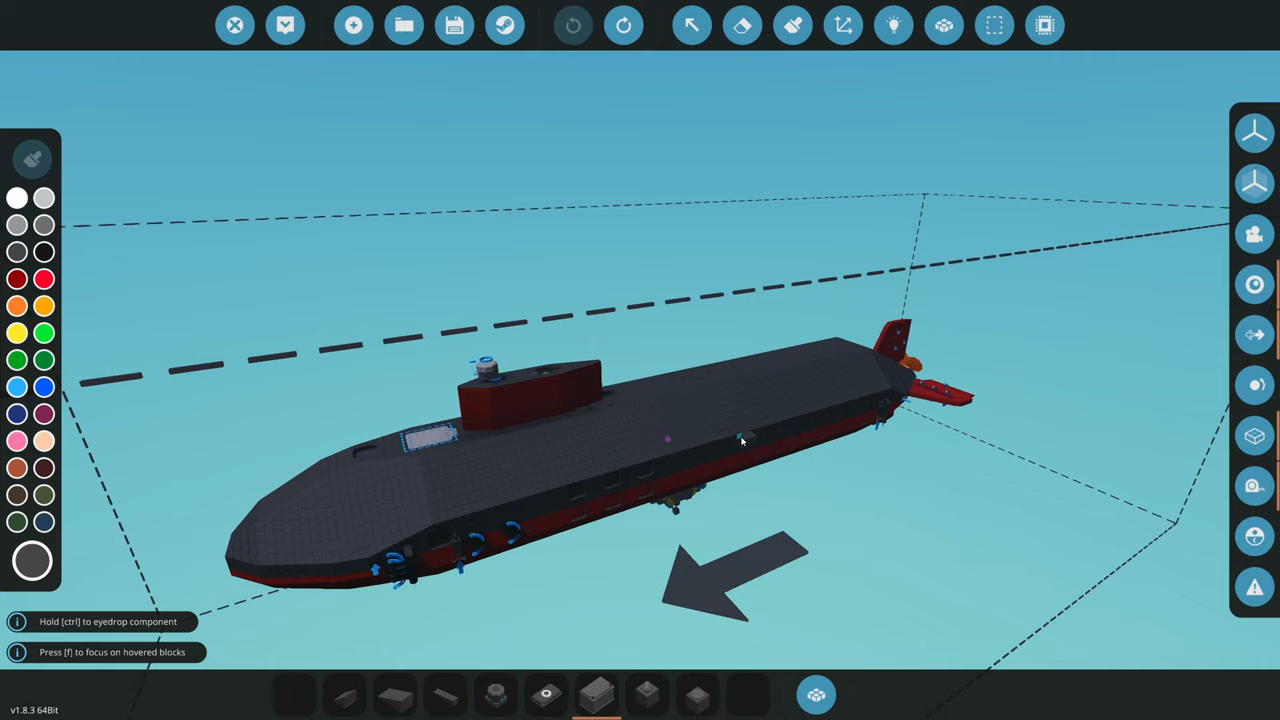 Hold [ctrl] to eyedrop component
Press [f] to focus on hovered blocks
v1.8.3 64Bit